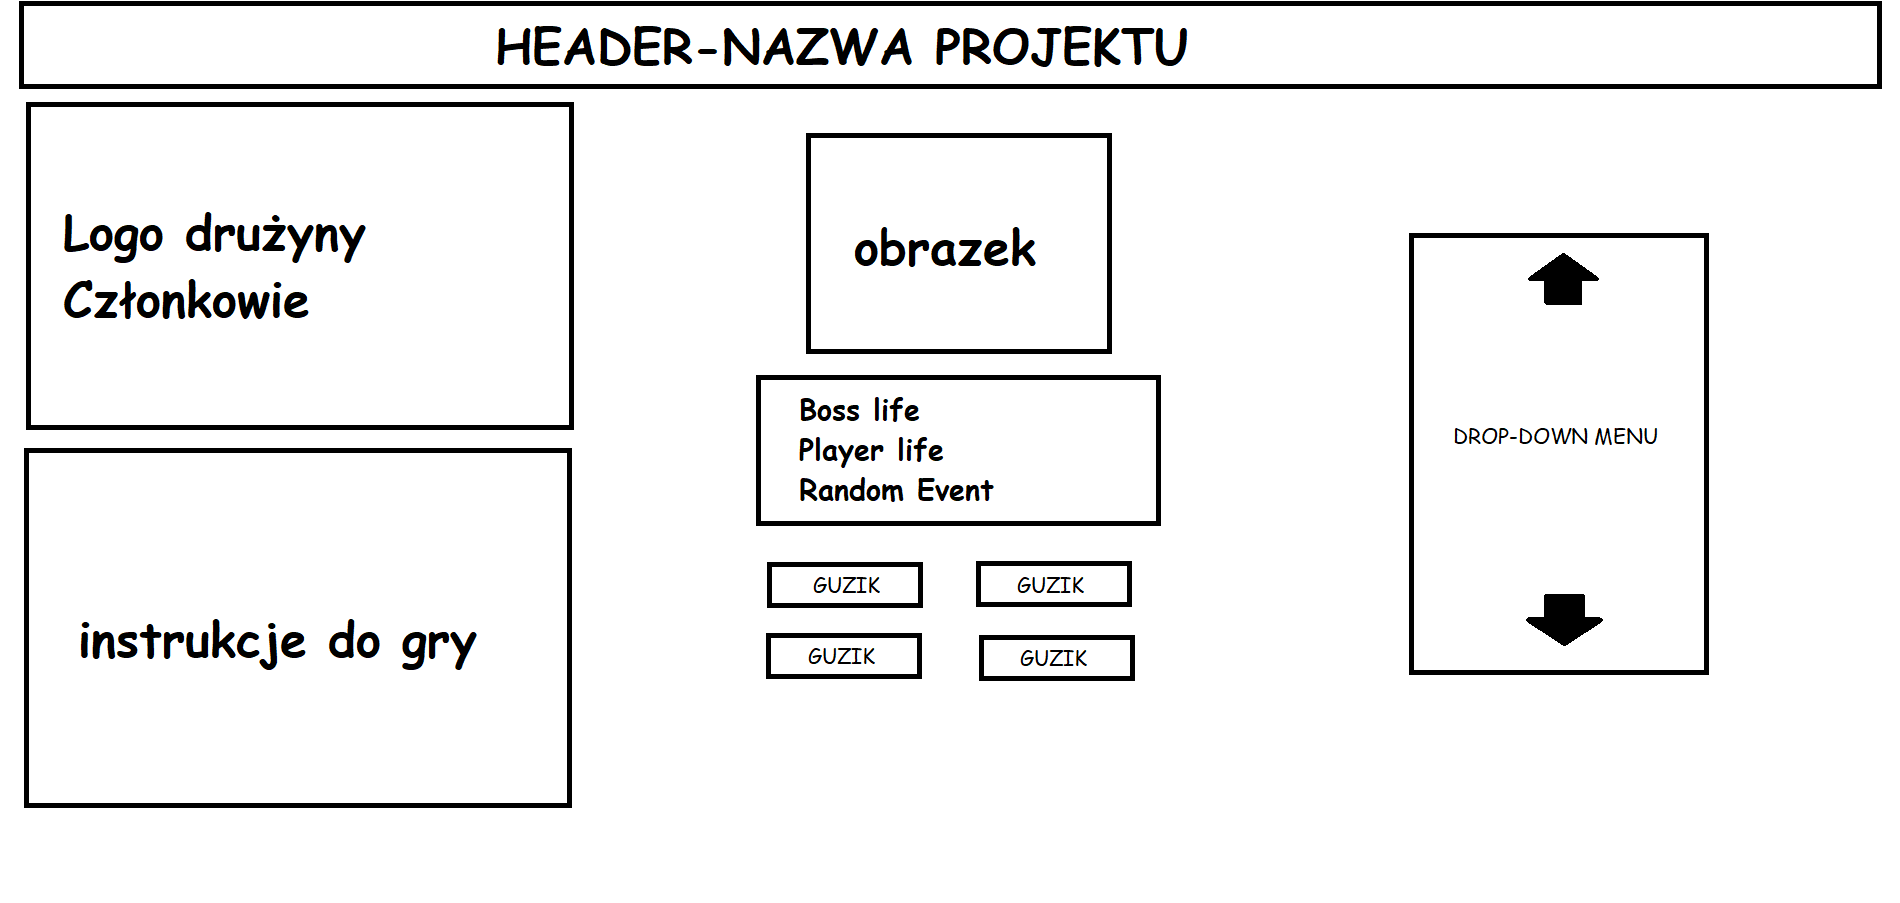 HEADER-NAZWA PROJEKTU
Logo drużyny
Członkowie
instrukcje do gry
obrazek
Boss life
Player life
Random Event
GUZIK
GUZIK
GUZIK
GUZIK
DROP-DOWN MENU